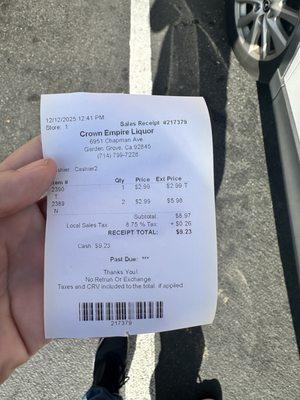 12/12/2025 12:41 PM
Sales Receipt #217379
Store: 1
Crown Empire Liquor
6951 Chapman Ave
Garden Grove, Ca 92845
(714) 799-7228
Cashier: Cashier2
Item # Qty Price Ext Price
2390 1 $2.99 $2.99 T
2389 2 $2.99 $5.98
N
Subtotal: $8.97
Local Sales Tax: 8.75 % Tax: + $0.26
RECEIPT TOTAL: $9.23
Cash: $9.23
Past Due: ***
Thanks You!
No Retrun Or Exchange
Taxes and CRV included to the total, if applied
217379